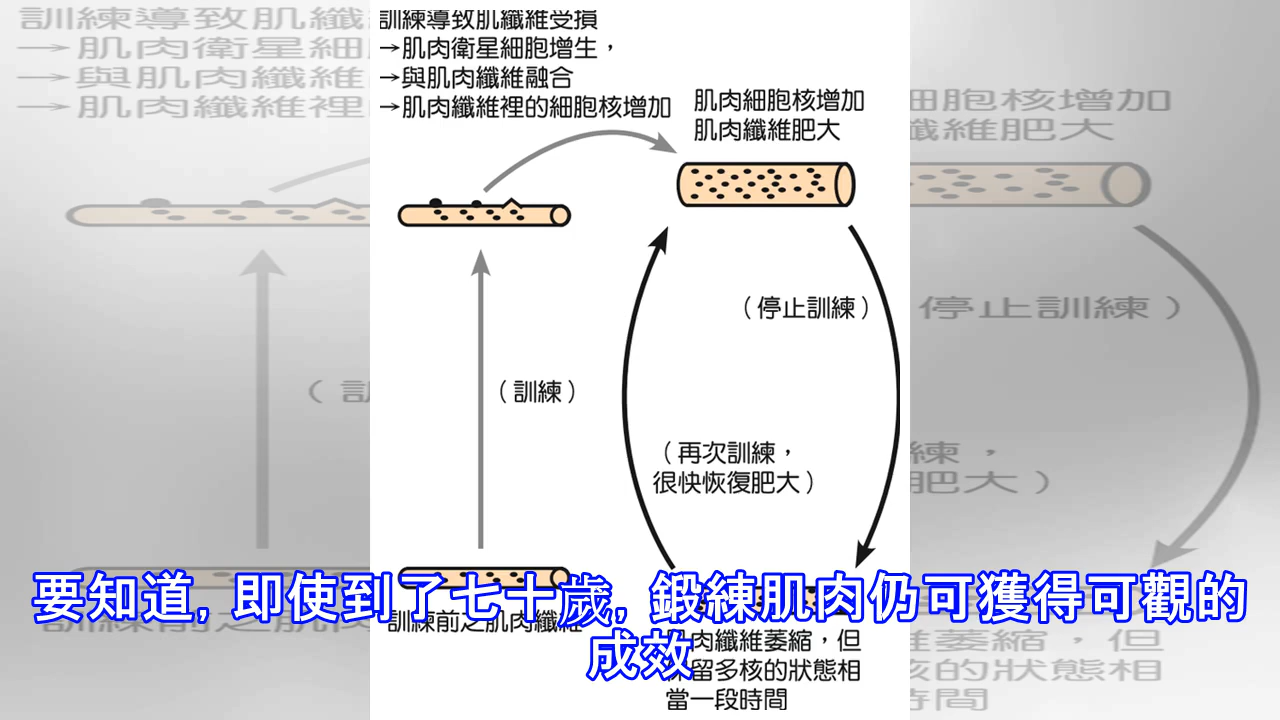 訓練導致肌纖維受損
→肌肉衛星細胞增生，
→與肌肉纖維融合
→肌肉纖維裡的細胞核增加
肌肉細胞核增加
肌肉纖維肥大
（停止訓練）
（訓練）
（再次訓練，
很快恢復肥大）
訓練前之肌肉纖維
肉纖維萎縮，但
留多核的狀態相
當一段時間
要知道, 即使到了七十歲, 鍛練肌肉仍可獲得可觀的
成效